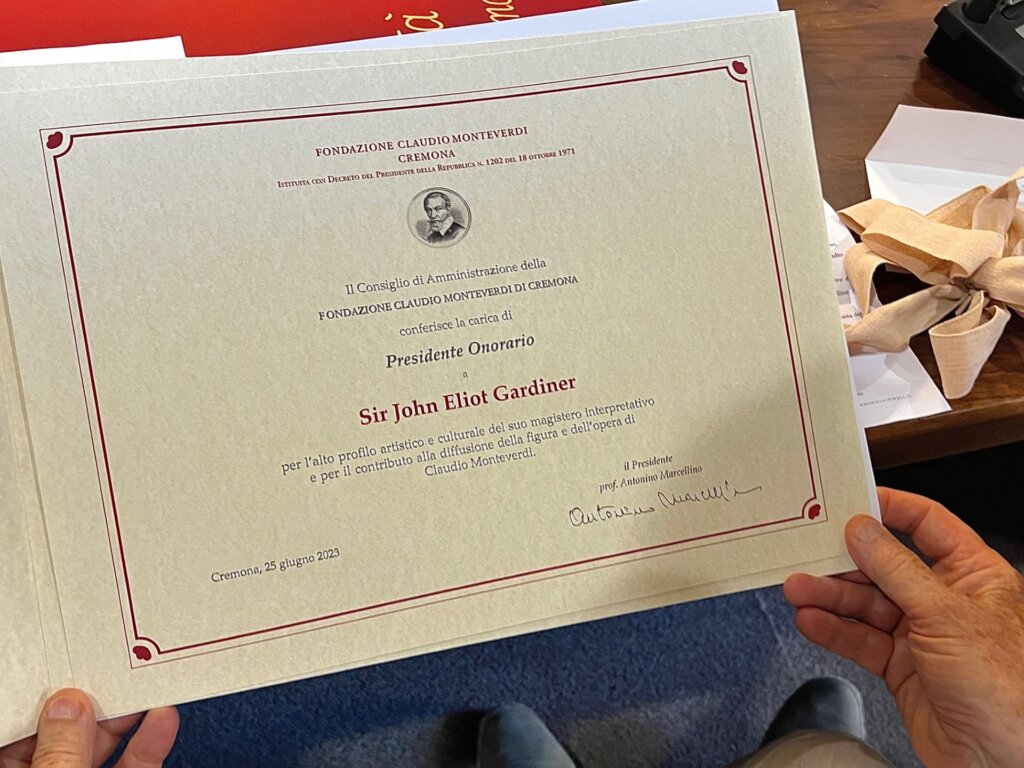 tà
FONDAZIONE CLAUDIO MONTEVERDI
CREMONA
ISTITUITA CON DECRETO DEL PRESIDENTE DELLA REPUBBLICA N. 1202 DEL 18 OTTOBRE 1971
Il Consiglio di Amministrazione della
FONDAZIONE CLAUDIO MONTEVERDI DI CREMONA
conferisce la carica di
Presidente Onorario
a
Sir John Eliot Gardiner
per l'alto profilo artistico e culturale del suo magistero interpretativo
e per il contributo alla diffusione della figura e dell'opera di
Claudio Monteverdi.
il Presidente
prof. Antonino Marcellino
Antonino Marcellino
Cremona, 25 giugno 2023